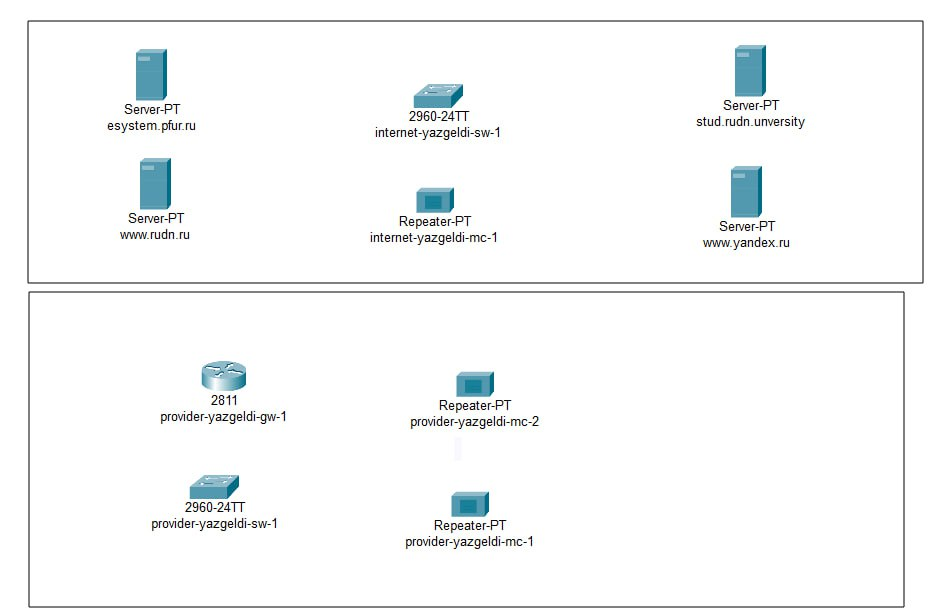 Server-PT
esystem.pfur.ru
2960-24TT
internet-yazgeldi-sw-1
Server-PT
stud.rudn.unversity
Server-PT
www.rudn.ru
Repeater-PT
internet-yazgeldi-mc-1
Server-PT
www.yandex.ru
2811
provider-yazgeldi-gw-1
Repeater-PT
provider-yazgeldi-mc-2
2960-24TT
provider-yazgeldi-sw-1
Repeater-PT
provider-yazgeldi-mc-1